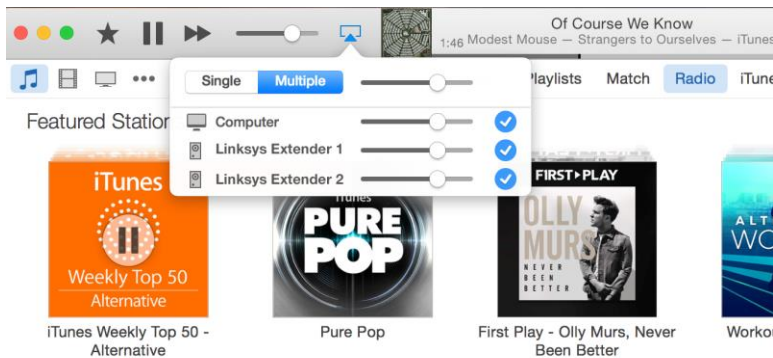 Of Course We Know
1:46 Modest Mouse — Strangers to Ourselves — iTunes
Single Multiple
Playlists Match Radio
Featured
Computer
Linksys Extender 1
Linksys Extender 2
iTunes
Weekly Top 50
Alternative
iTunes
PURE
POP
FIRST PLAY
OLLY
MURS
NEVER
BEEN
BETTER
iTunes Weekly Top 50 -
Alternative
Pure Pop
First Play - Olly Murs, Never
Been Better